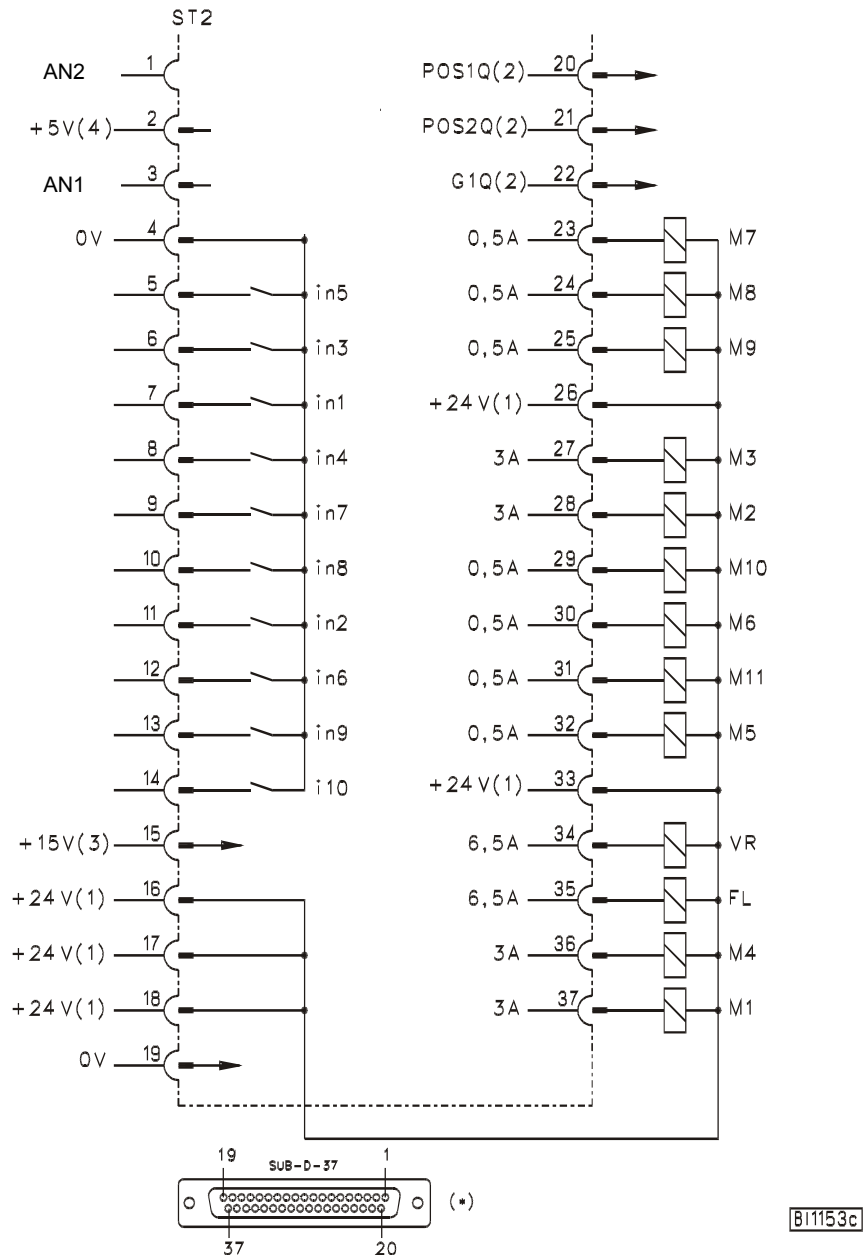 ST2
AN2 1
+5V(4) 2
AN1 3
0V 4
5 in5
6 in3
7 in1
8 in4
9 in7
10 in8
11 in2
12 in6
13 in9
14 i10
+15V(3) 15
+24V(1) 16
+24V(1) 17
+24V(1) 18
0V 19
POS1Q(2) 20
POS2Q(2) 21
G1Q(2) 22
0,5A 23 M7
0,5A 24 M8
0,5A 25 M9
+24V(1) 26
3A 27 M3
3A 28 M2
0,5A 29 M10
0,5A 30 M6
0,5A 31 M11
0,5A 32 M5
+24V(1) 33
6,5A 34 VR
6,5A 35 FL
3A 36 M4
3A 37 M1
19 SUB-D-37 1
(*)
37 20
BI1153c